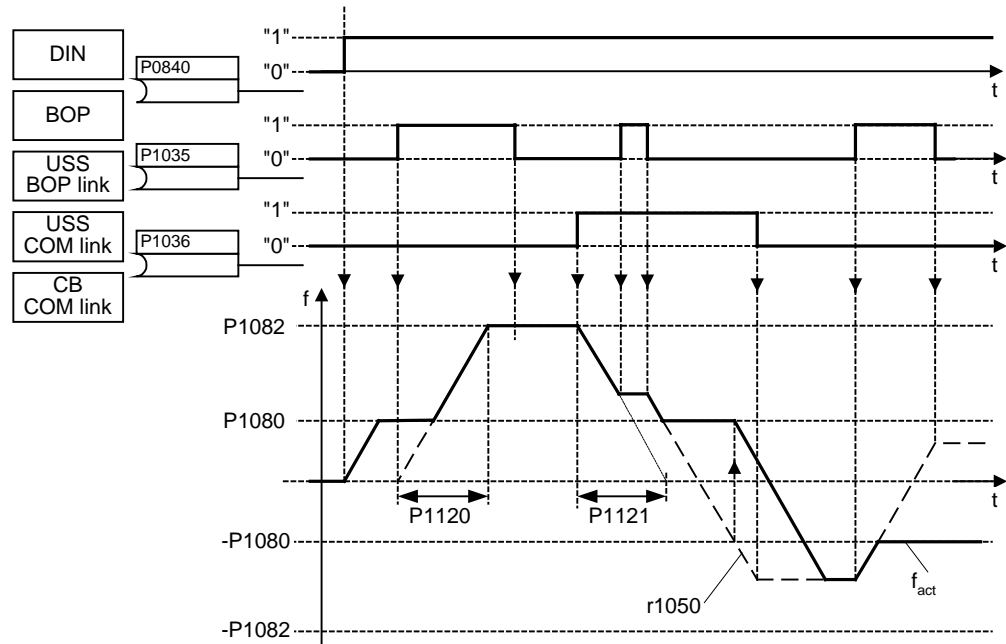 DIN
BOP
USS
BOP link
USS
COM link
CB
COM link
P0840
P1035
P1036
"1"
"0"
t
"1"
"0"
t
"1"
"0"
t
f
P1082
P1080
t
P1120
P1121
-P1080
r1050
fact
-P1082